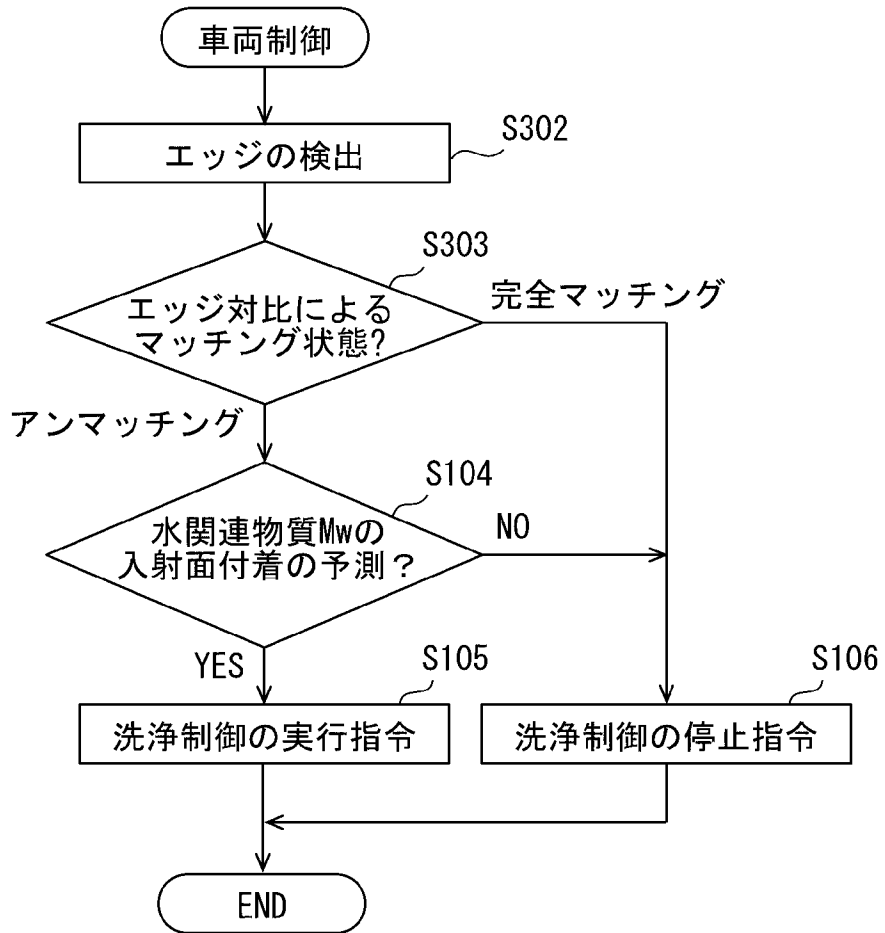 車両制御
S302
エッジの検出
S303
エッジ対比による
マッチング状態?
完全マッチング
アンマッチング
S104
水関連物質Mwの
入射面付着の予測？
NO
YES
S105
洗浄制御の実行指令
S106
洗浄制御の停止指令
END